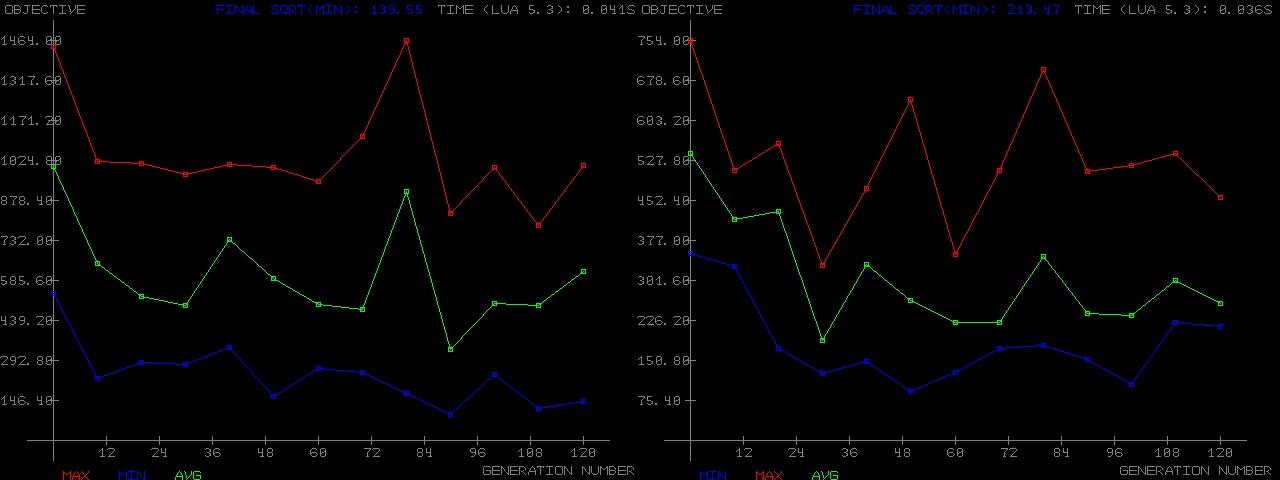 OBJECTIVE FINAL SQRT(MIN): 139.55 TIME (LUA 5.3): 0.041S
1464.00
1317.60
1171.20
1024.80
878.40
732.00
585.60
439.20
292.80
146.40
12 24 36 48 60 72 84 96 108 120
GENERATION NUMBER
MAX MIN AVG
OBJECTIVE FINAL SQRT(MIN): 213.47 TIME (LUA 5.3): 0.036S
754.00
678.60
603.20
527.80
452.40
377.00
301.60
226.20
150.80
75.40
12 24 36 48 60 72 84 96 108 120
GENERATION NUMBER
MIN MAX AVG